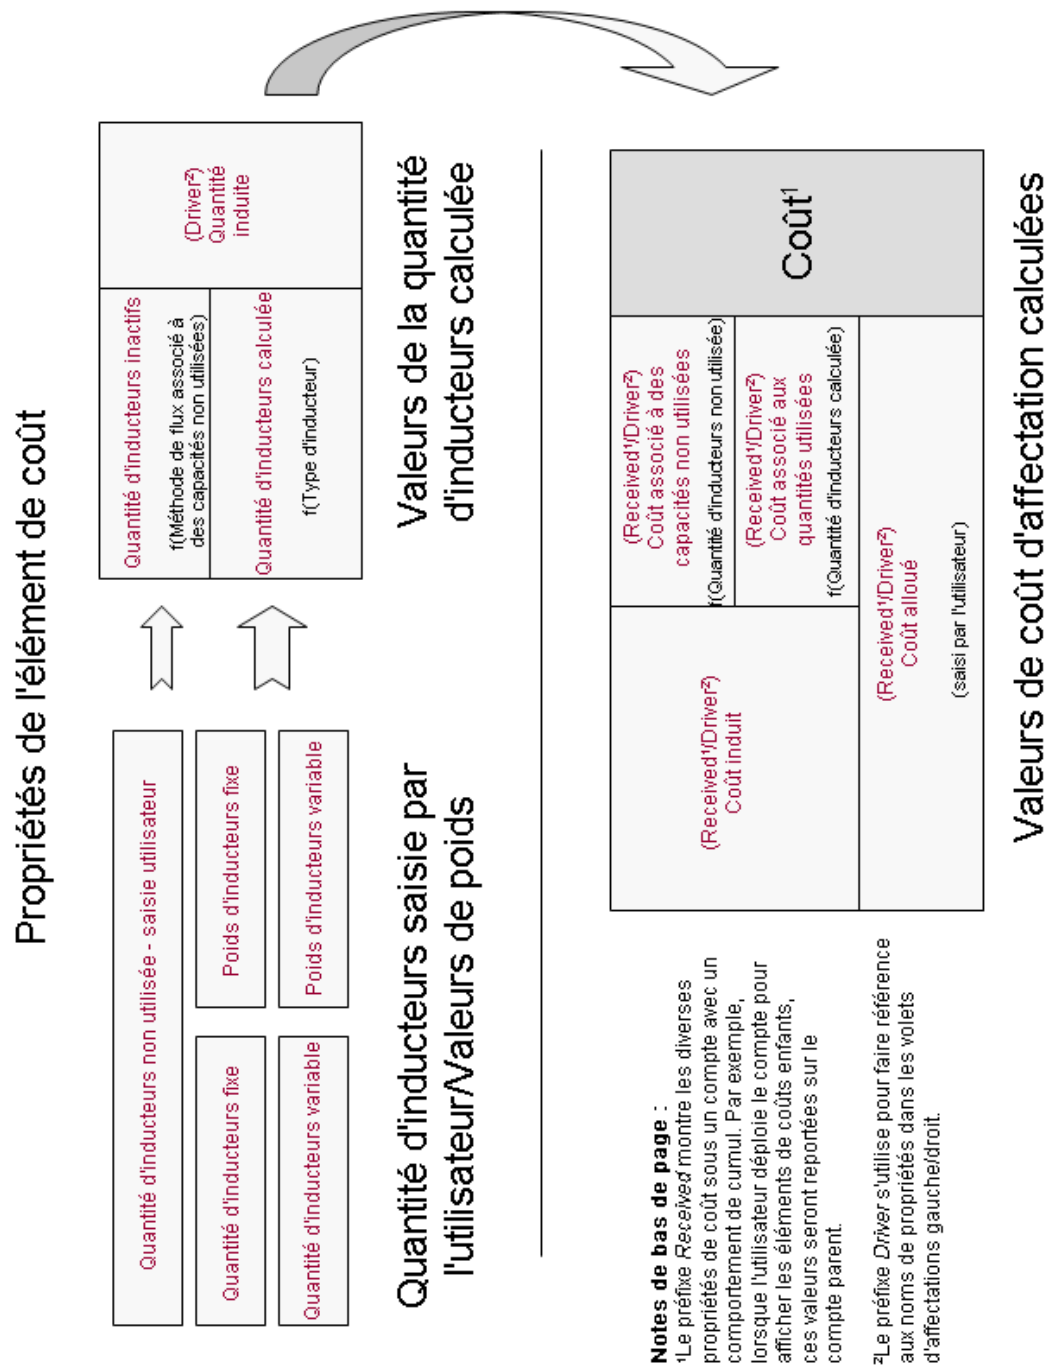 Propriétés de l'élément de coût
Quantité d'inducteurs non utilisée - saisie utilisateur
Quantité d'inducteurs fixe
Poids d'inducteurs fixe
Quantité d'inducteurs variable
Poids d'inducteurs variable
Quantité d'inducteurs saisie par
l'utilisateur/Valeurs de poids
Quantité d'inducteurs inactifs
f(Méthode de flux associé à
des capacités non utilisées)
Quantité d'inducteurs calculée
f(Type d'inducteur)
(Driver²)
Quantité
induite
Valeurs de la quantité
d'inducteurs calculée
(Received¹/Driver²)
Coût induit
(Received¹/Driver²)
Coût associé à des
capacités non utilisées
f(Quantité d'inducteurs non utilisée)
(Received¹/Driver²)
Coût associé aux
quantités utilisées
f(Quantité d'inducteurs calculée)
(Received¹/Driver²)
Coût alloué
(saisi par l'utilisateur)
Coût¹
Valeurs de coût d'affectation calculées
Notes de bas de page :
¹Le préfixe Received montre les diverses
propriétés de coût sous un compte avec un
comportement de cumul. Par exemple,
lorsque l'utilisateur déploie le compte pour
afficher les éléments de coûts enfants,
ces valeurs seront reportées sur le
compte parent.
²Le préfixe Driver s'utilise pour faire référence
aux noms de propriétés dans les volets
d'affectations gauche/droit.